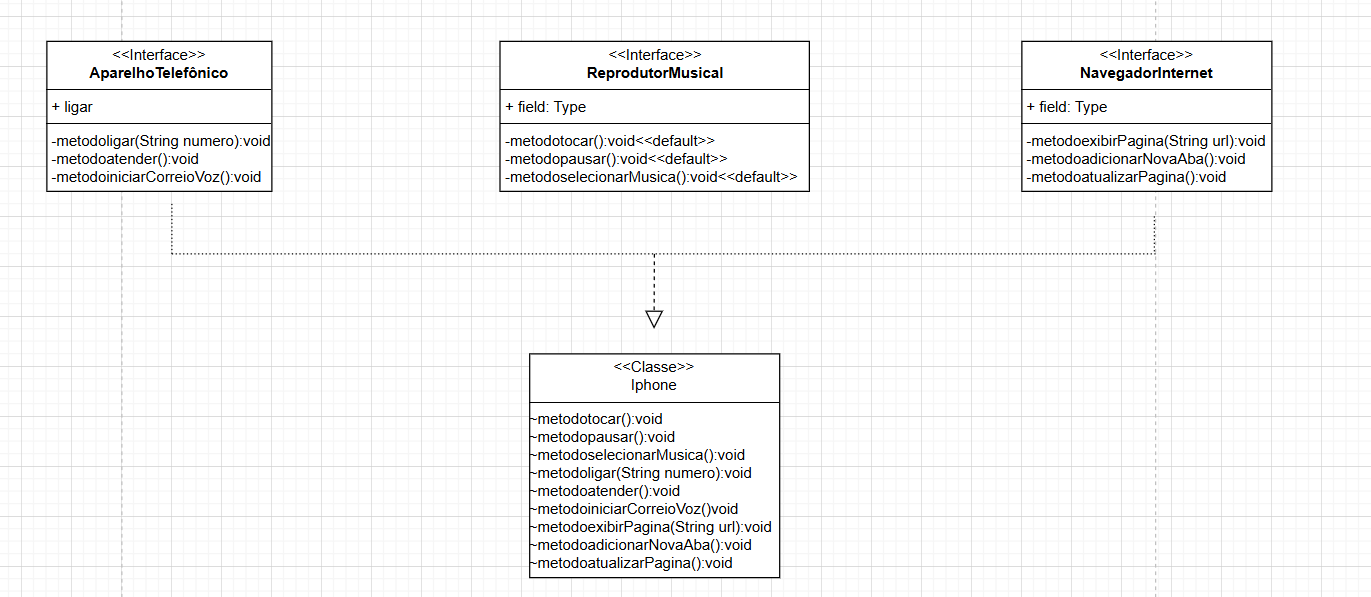 <<Interface>>
AparelhoTelefônico
+ ligar
-metodoligar(String numero):void
-metodoatender():void
-metodoiniciarCorreioVoz():void
<<Interface>>
ReprodutorMusical
+ field: Type
-metodotocar():void<<default>>
-metodopausar():void<<default>>
-metodoselecionarMusica():void<<default>>
<<Interface>>
NavegadorInternet
+ field: Type
-metodoexibirPagina(String url):void
-metodoadicionarNovaAba():void
-metodoatualizarPagina():void
<<Classe>>
Iphone
~metodotocar():void
~metodopausar():void
~metodoselecionarMusica():void
~metodoligar(String numero):void
~metodoatender():void
~metodoiniciarCorreioVoz()void
~metodoexibirPagina(String url):void
~metodoadicionarNovaAba():void
~metodoatualizarPagina():void